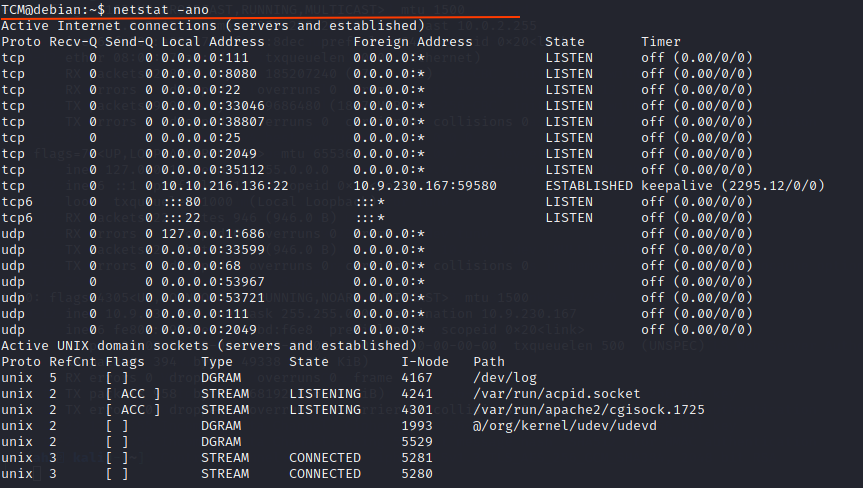 TCM@debian:~$ netstat -ano
Active Internet connections (servers and established)
Proto Recv-Q Send-Q Local Address           Foreign Address         State       Timer
tcp        0      0 0.0.0.0:111             0.0.0.0:*               LISTEN      off (0.00/0/0)
tcp        0      0 0.0.0.0:8080            0.0.0.0:*               LISTEN      off (0.00/0/0)
tcp        0      0 0.0.0.0:22              0.0.0.0:*               LISTEN      off (0.00/0/0)
tcp        0      0 0.0.0.0:33046           0.0.0.0:*               LISTEN      off (0.00/0/0)
tcp        0      0 0.0.0.0:38807           0.0.0.0:*               LISTEN      off (0.00/0/0)
tcp        0      0 0.0.0.0:25              0.0.0.0:*               LISTEN      off (0.00/0/0)
tcp        0      0 0.0.0.0:2049            0.0.0.0:*               LISTEN      off (0.00/0/0)
tcp        0      0 0.0.0.0:35112           0.0.0.0:*               LISTEN      off (0.00/0/0)
tcp        0      0 10.10.216.136:22        10.9.230.167:59580      ESTABLISHED keepalive (2295.12/0/0)
tcp6       0      0 :::80                   :::*                    LISTEN      off (0.00/0/0)
tcp6       0      0 :::22                   :::*                    LISTEN      off (0.00/0/0)
udp        0      0 127.0.0.1:686           0.0.0.0:*                           off (0.00/0/0)
udp        0      0 0.0.0.0:33599           0.0.0.0:*                           off (0.00/0/0)
udp        0      0 0.0.0.0:68              0.0.0.0:*                           off (0.00/0/0)
udp        0      0 0.0.0.0:53967           0.0.0.0:*                           off (0.00/0/0)
udp        0      0 0.0.0.0:53721           0.0.0.0:*                           off (0.00/0/0)
udp        0      0 0.0.0.0:111             0.0.0.0:*                           off (0.00/0/0)
udp        0      0 0.0.0.0:2049            0.0.0.0:*                           off (0.00/0/0)
Active UNIX domain sockets (servers and established)
Proto RefCnt Flags       Type       State         I-Node   Path
unix  5      [ ]         DGRAM                    4167     /dev/log
unix  2      [ ACC ]     STREAM     LISTENING     4241     /var/run/acpid.socket
unix  2      [ ACC ]     STREAM     LISTENING     4301     /var/run/apache2/cgisock.1725
unix  2      [ ]         DGRAM                    1993     @/org/kernel/udev/udevd
unix  2      [ ]         DGRAM                    5529
unix  3      [ ]         STREAM     CONNECTED     5281
unix  3      [ ]         STREAM     CONNECTED     5280